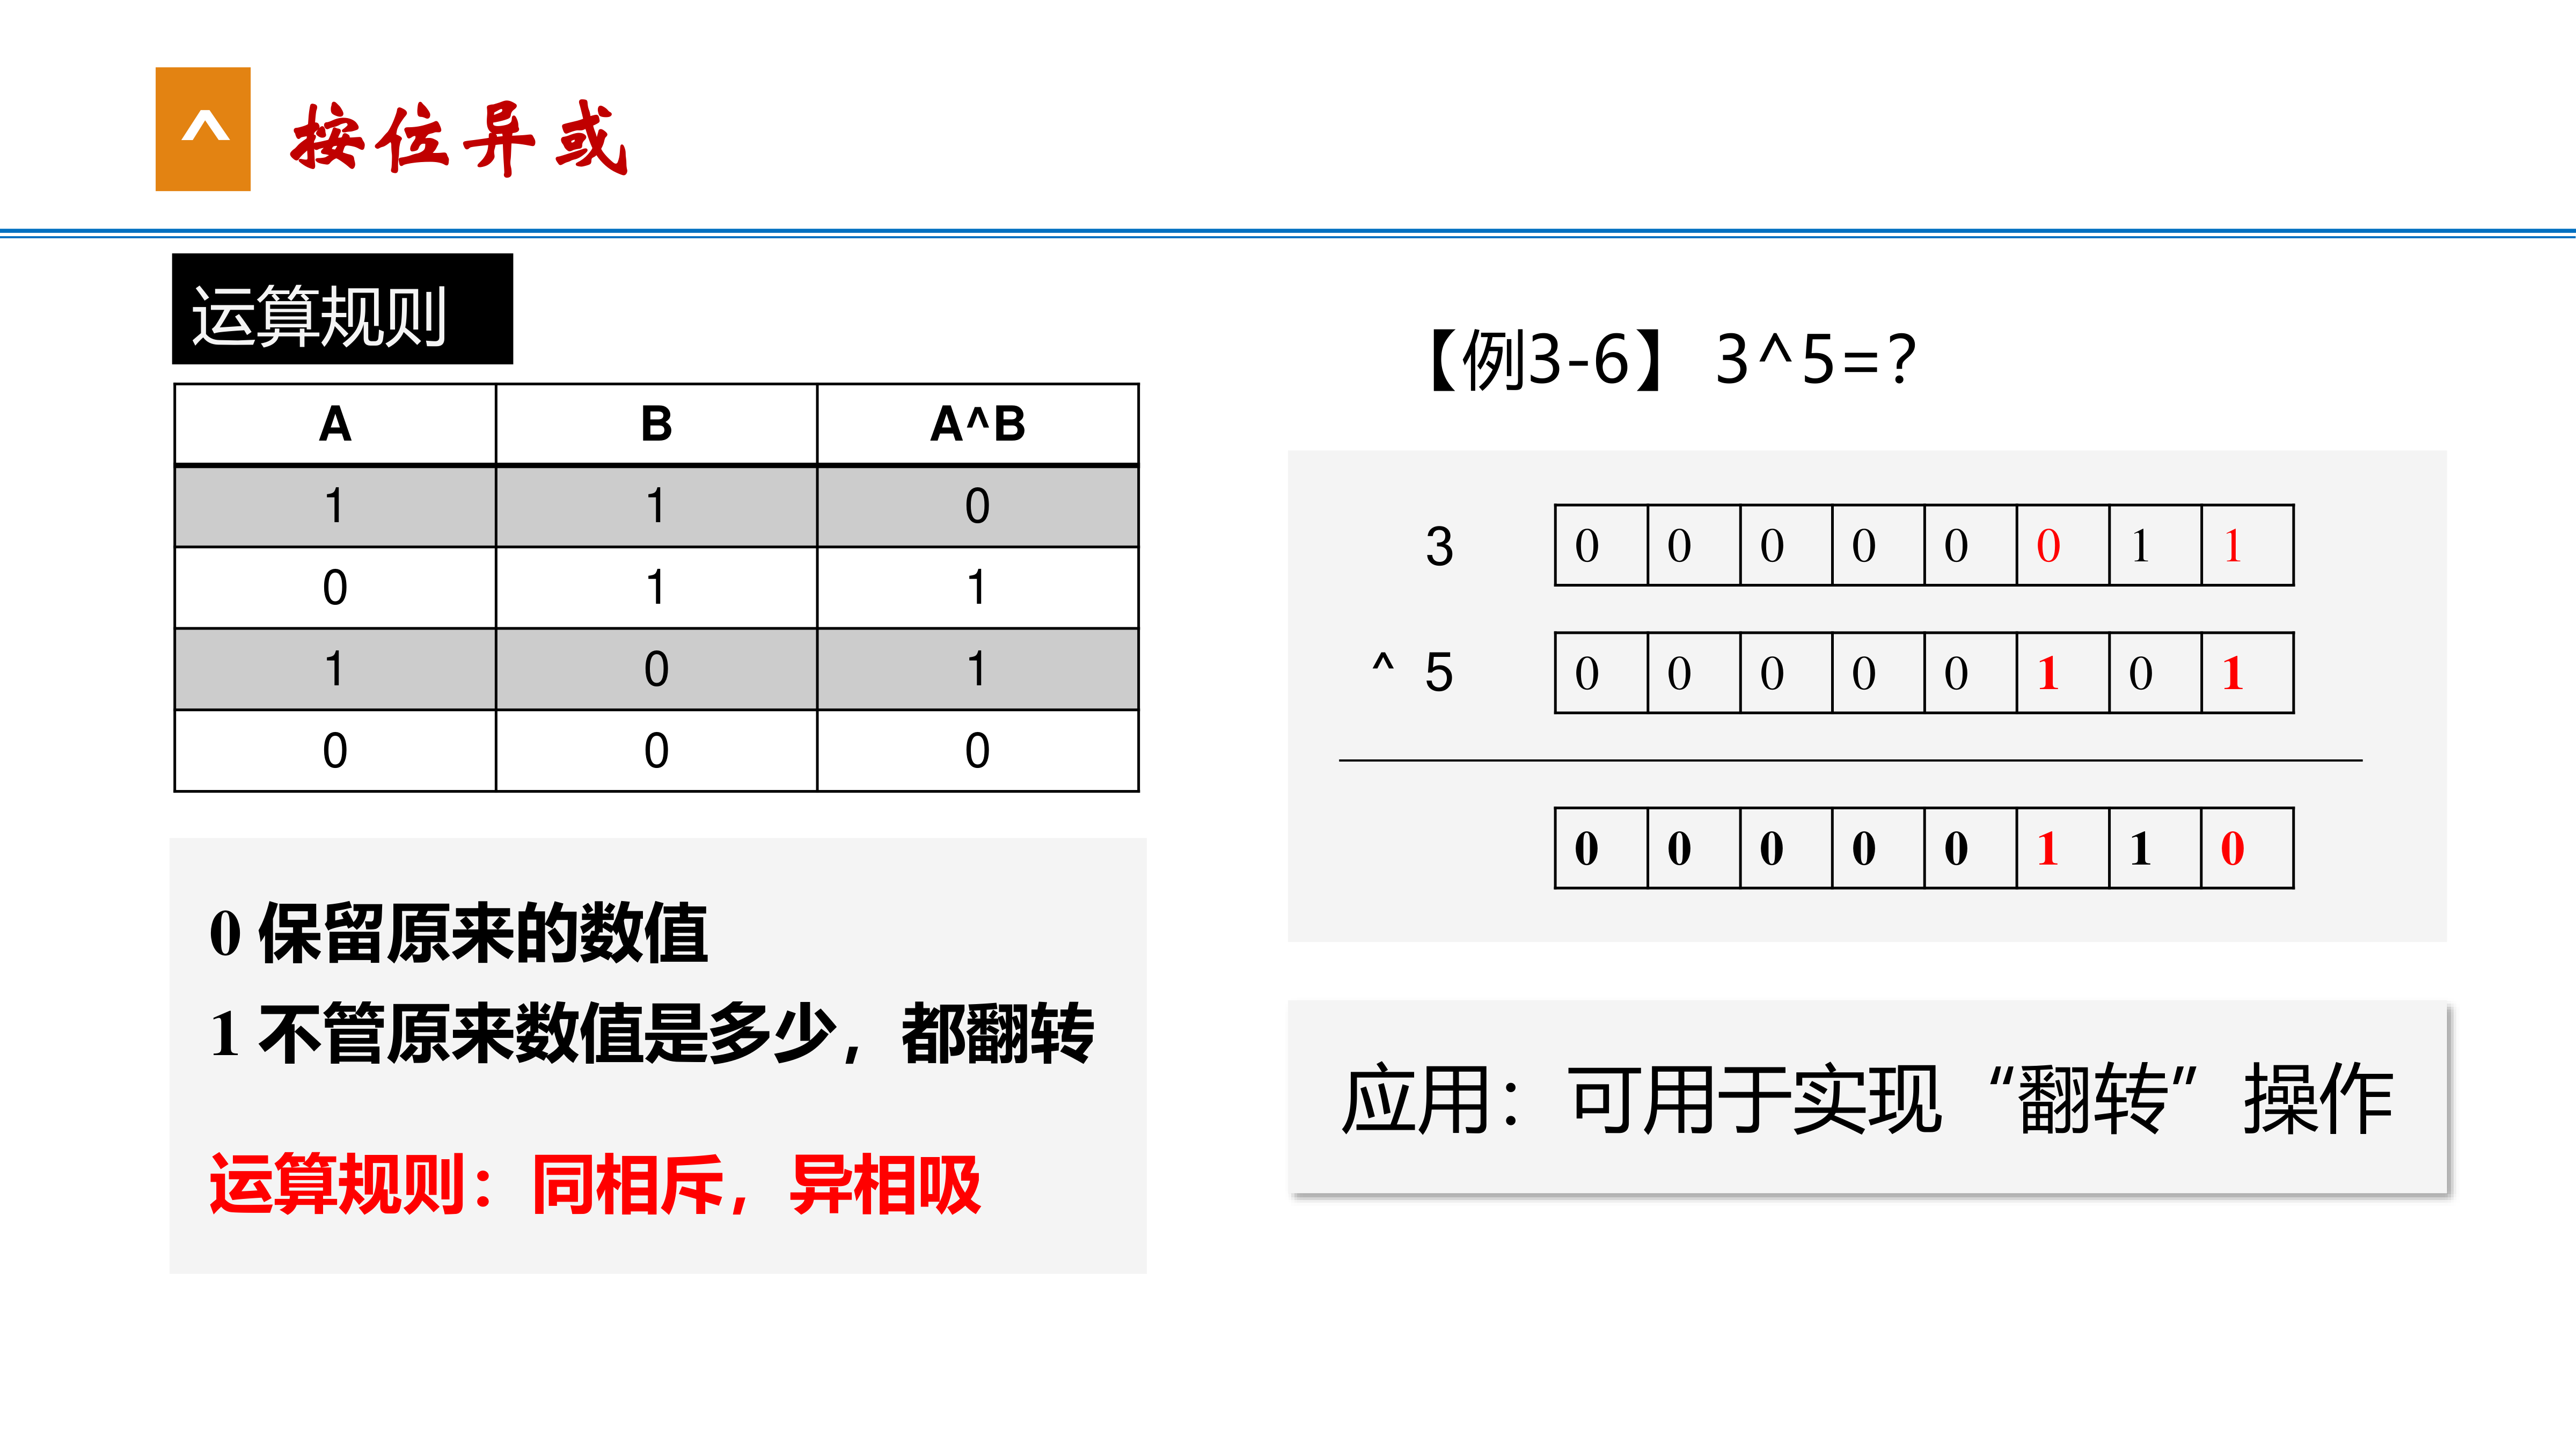 ^ 按位异或
运算规则
A B A^B
1 1 0
0 1 1
1 0 1
0 0 0
0 保留原来的数值
1 不管原来数值是多少，都翻转
运算规则：同相斥，异相吸
【例3-6】 3^5=?
3 0 0 0 0 0 0 1 1
^ 5 0 0 0 0 0 1 0 1
0 0 0 0 0 1 1 0
应用：可用于实现“翻转”操作